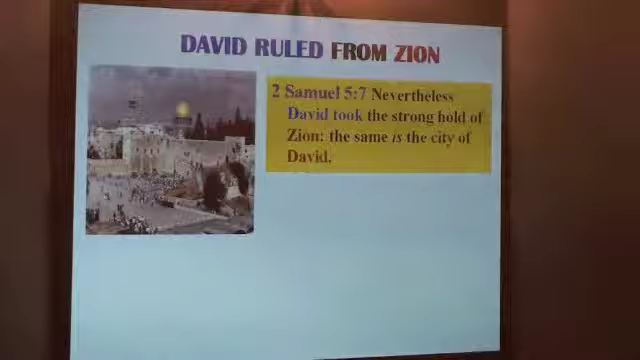 DAVID RULED FROM ZION
2 Samuel 5:7 Nevertheless
David took the strong hold of
Zion: the same is the city of
David.